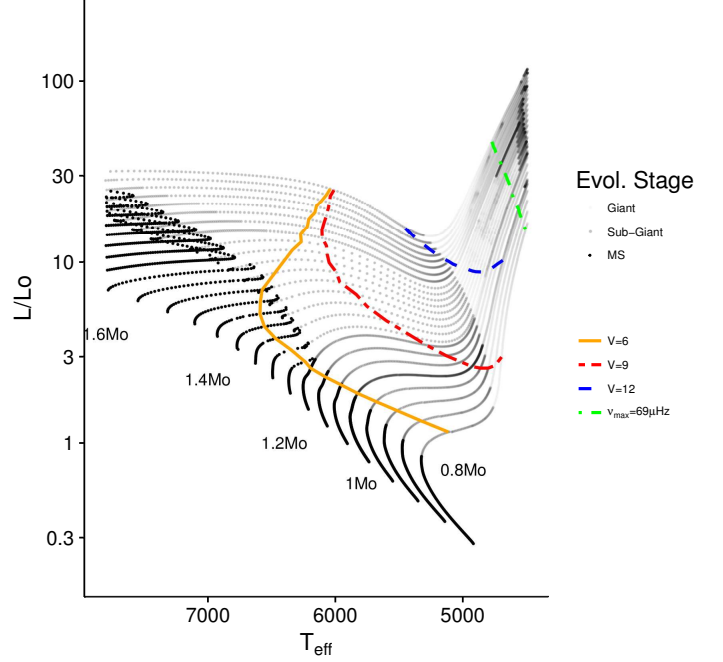 100
30
10
3
1
0.3
L/Lo
1.6Mo
1.4Mo
1.2Mo
1Mo
0.8Mo
7000
6000
5000
Teff
Evol. Stage
Giant
Sub−Giant
MS
V=6
V=9
V=12
νmax=69μHz